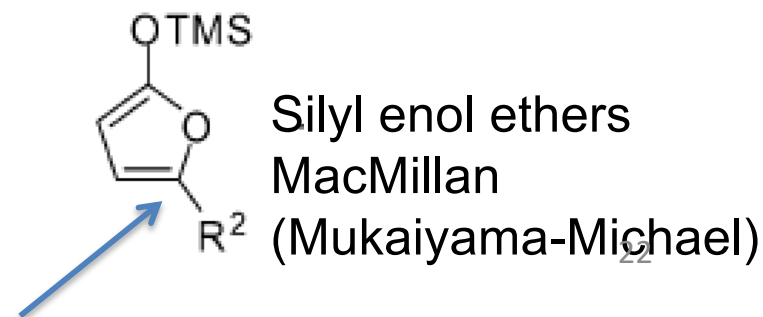 OTMS
O
R²
Silyl enol ethers
MacMillan
(Mukaiyama-Michael)
22